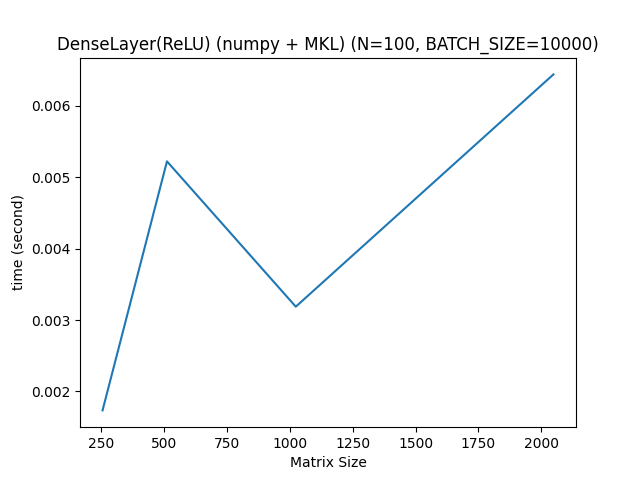 DenseLayer(ReLU) (numpy + MKL) (N=100, BATCH_SIZE=10000)
0.006
0.005
0.004
0.003
0.002
time (second)
250 500 750 1000 1250 1500 1750 2000
Matrix Size